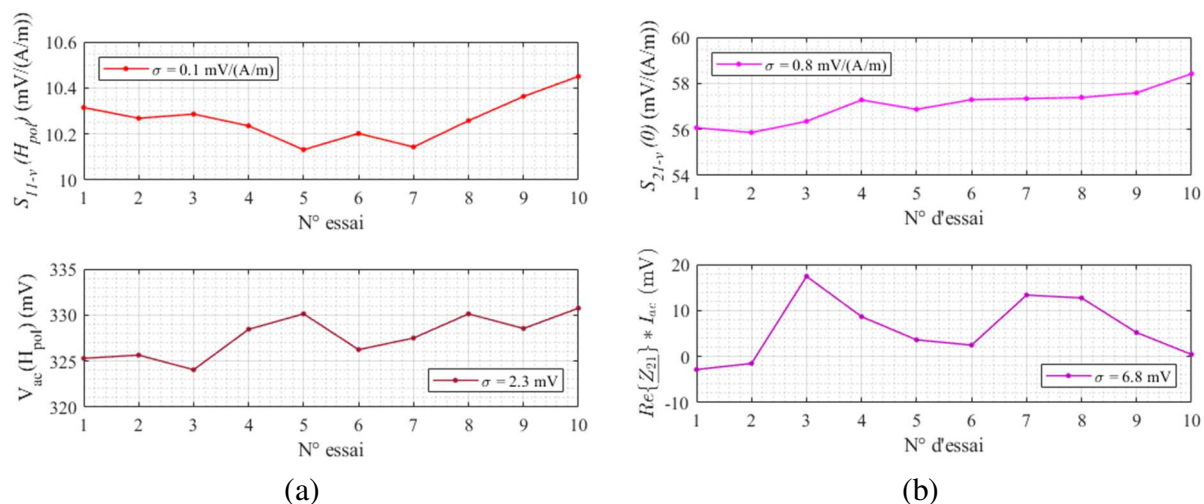 10.6
10.4
10.2
10
S11-v (Hpol) (mV/(A/m))
σ = 0.1 mV/(A/m)
1 2 3 4 5 6 7 8 9 10
N° essai
335
330
325
320
Vac(Hpol) (mV)
σ = 2.3 mV
1 2 3 4 5 6 7 8 9 10
N° essai
(a)
60
58
56
54
S21-v (0) (mV/(A/m))
σ = 0.8 mV/(A/m)
1 2 3 4 5 6 7 8 9 10
N° d'essai
20
10
0
-10
Re{Z21} * Iac (mV)
σ = 6.8 mV
1 2 3 4 5 6 7 8 9 10
N° d'essai
(b)